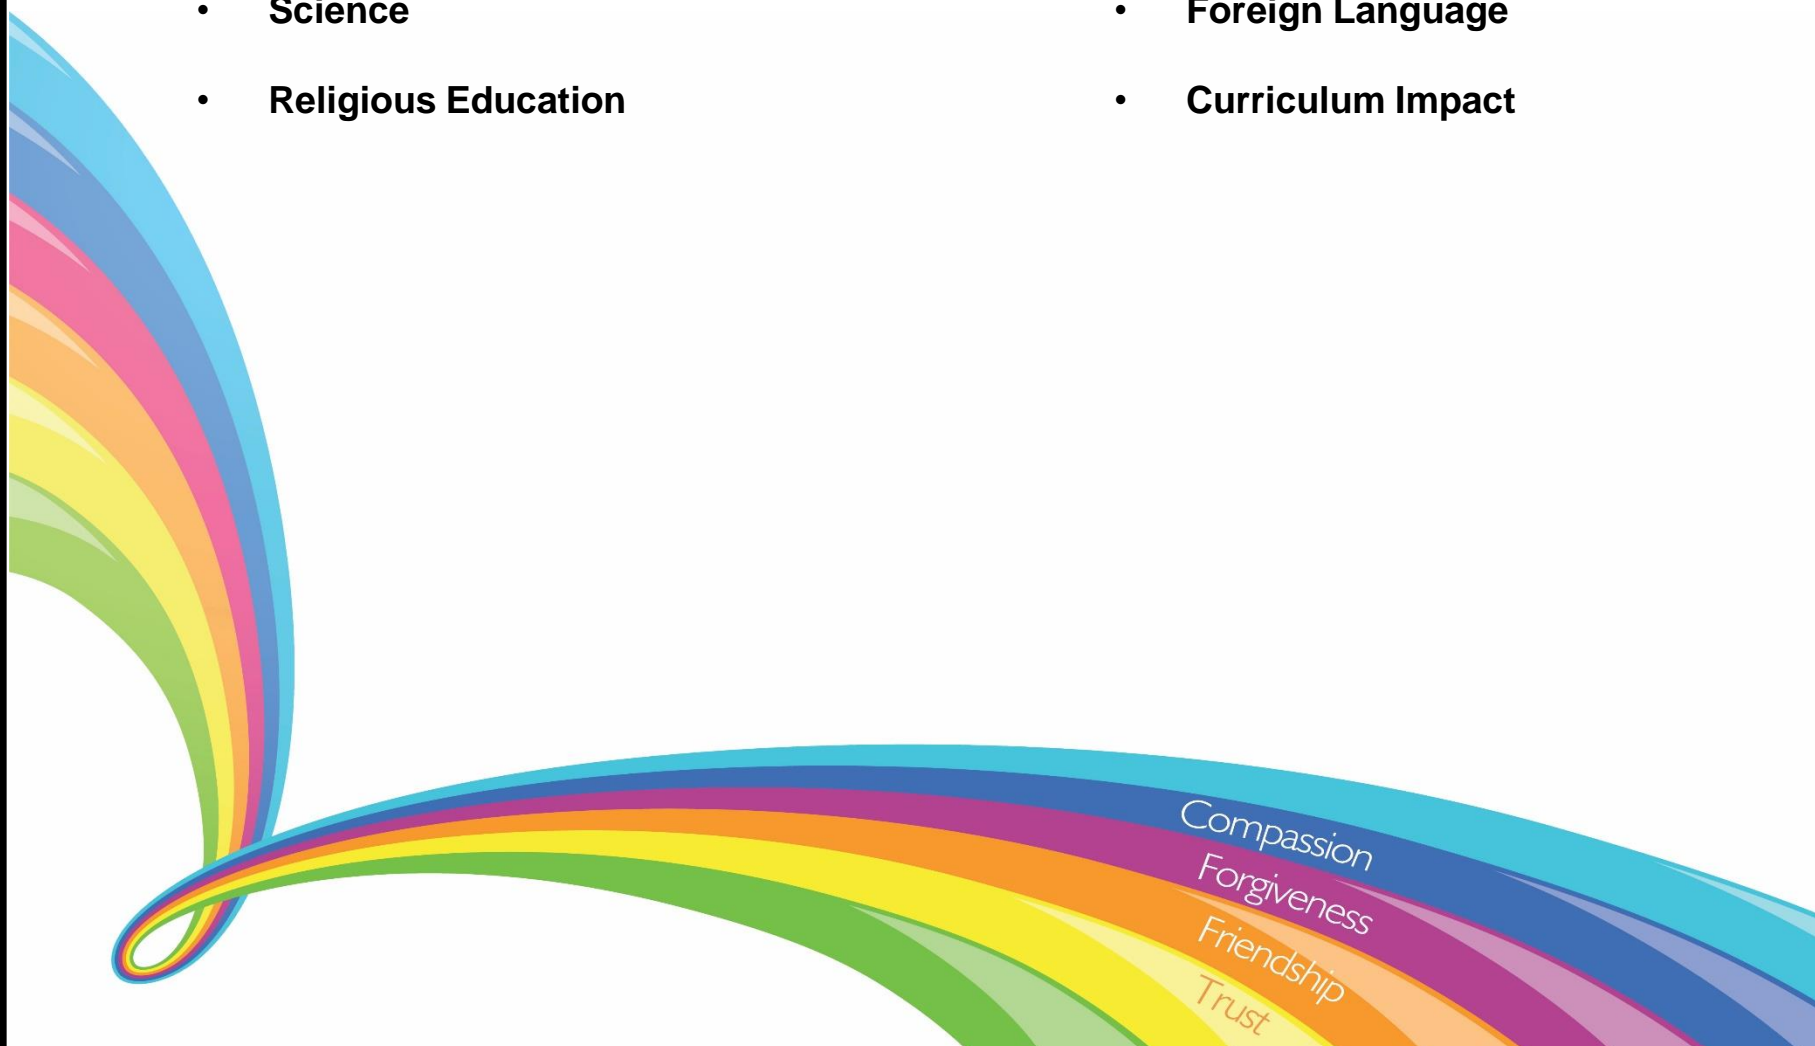 • Science
• Religious Education
• Foreign Language
• Curriculum Impact
Compassion
Forgiveness
Friendship
Trust